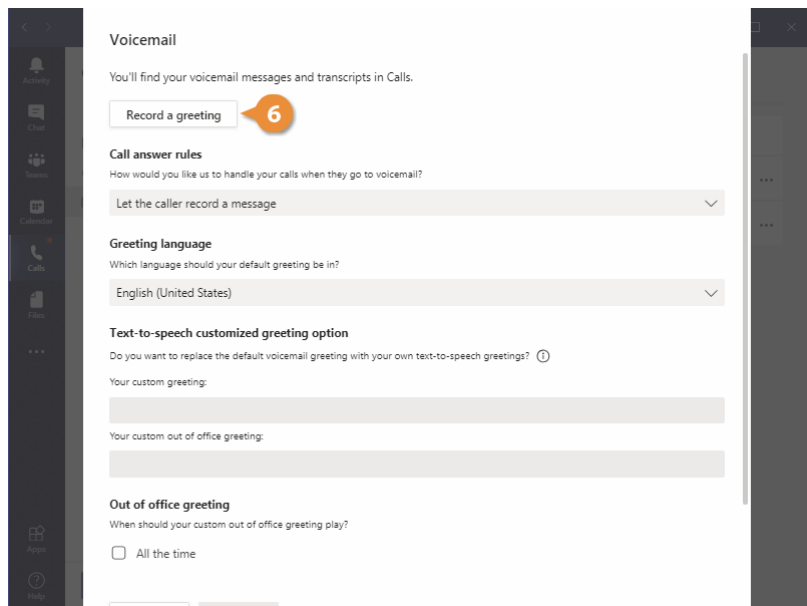 Voicemail
You'll find your voicemail messages and transcripts in Calls.
Record a greeting
6
Call answer rules
How would you like us to handle your calls when they go to voicemail?
Let the caller record a message
Greeting language
Which language should your default greeting be in?
English (United States)
Text-to-speech customized greeting option
Do you want to replace the default voicemail greeting with your own text-to-speech greetings?
Your custom greeting:
Your custom out of office greeting:
Out of office greeting
When should your custom out of office greeting play?
All the time
Activity
Chat
Teams
Calendar
Calls
Files
Apps
Help